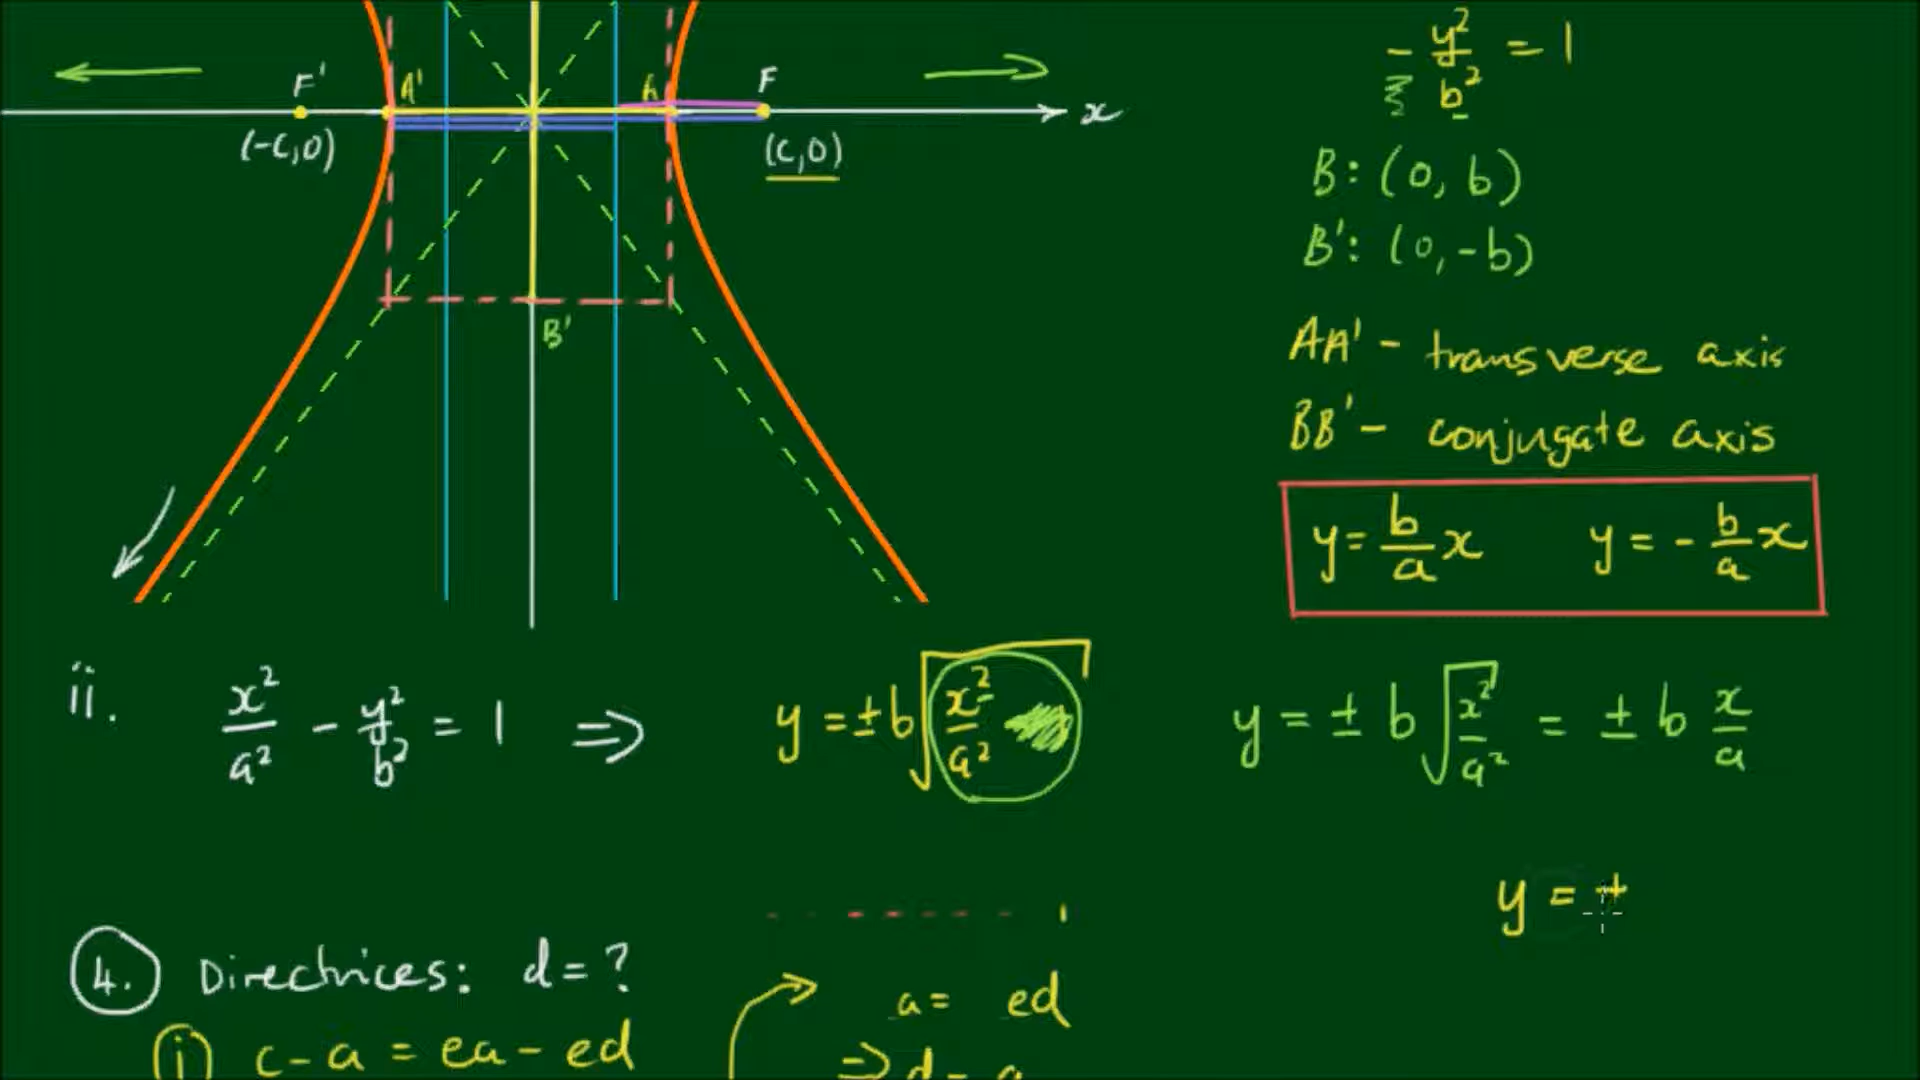 F' A' A F x
(-c,0) (c,0)
B'
- y²/b² = 1
B: (0, b)
B': (0, -b)
AA' - transverse axis
BB' - conjugate axis
y = b/a x y = - b/a x
ii. x²/a² - y²/b² = 1 ⇒ y = ±b√(x²/a²
y = ± b√(x²/a²) = ± b x/a
y = +
4. Directrices: d = ?
(i) c - a = ea - ed
a = ed
⇒ d = a